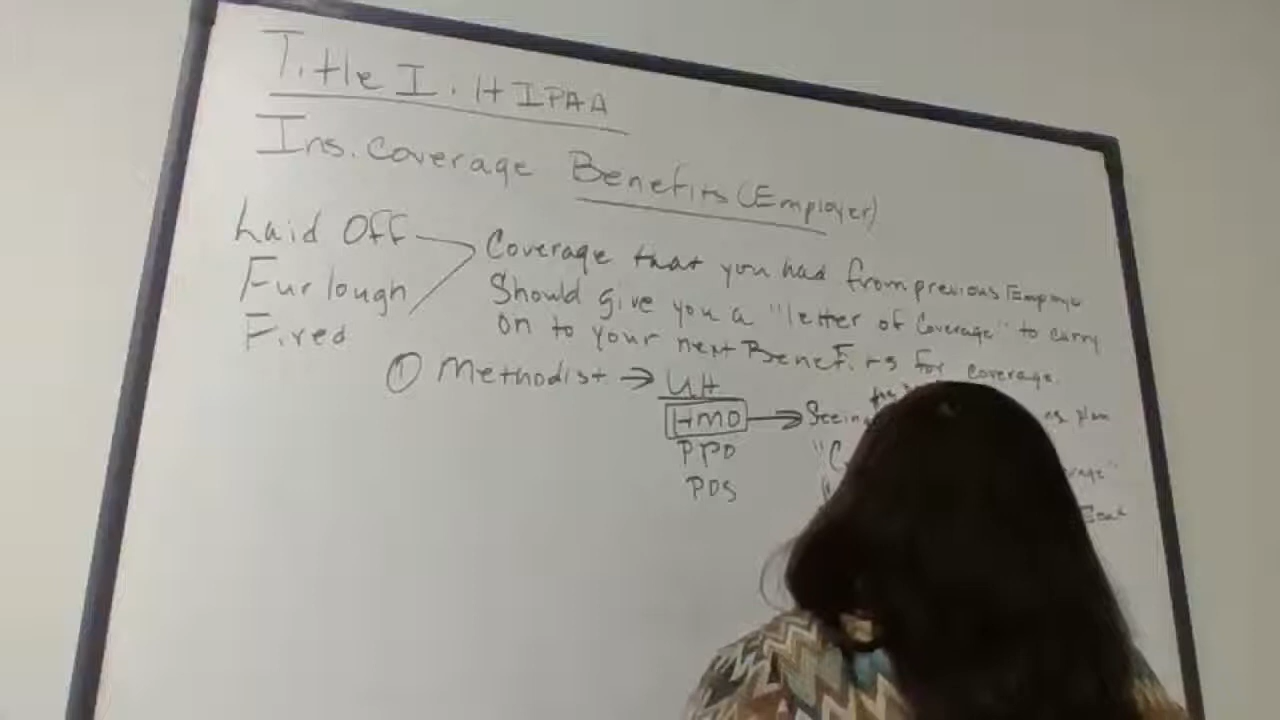 Title I. HIPAA
Ins. Coverage Benefits (Employer)
Laid Off
Furlough
Fired
Coverage that you had from previous Employer
Should give you a "letter of Coverage" to carry
on to your next Benefits for coverage.
① Methodist → UH
HMO → Seeing plan
PPO
POS